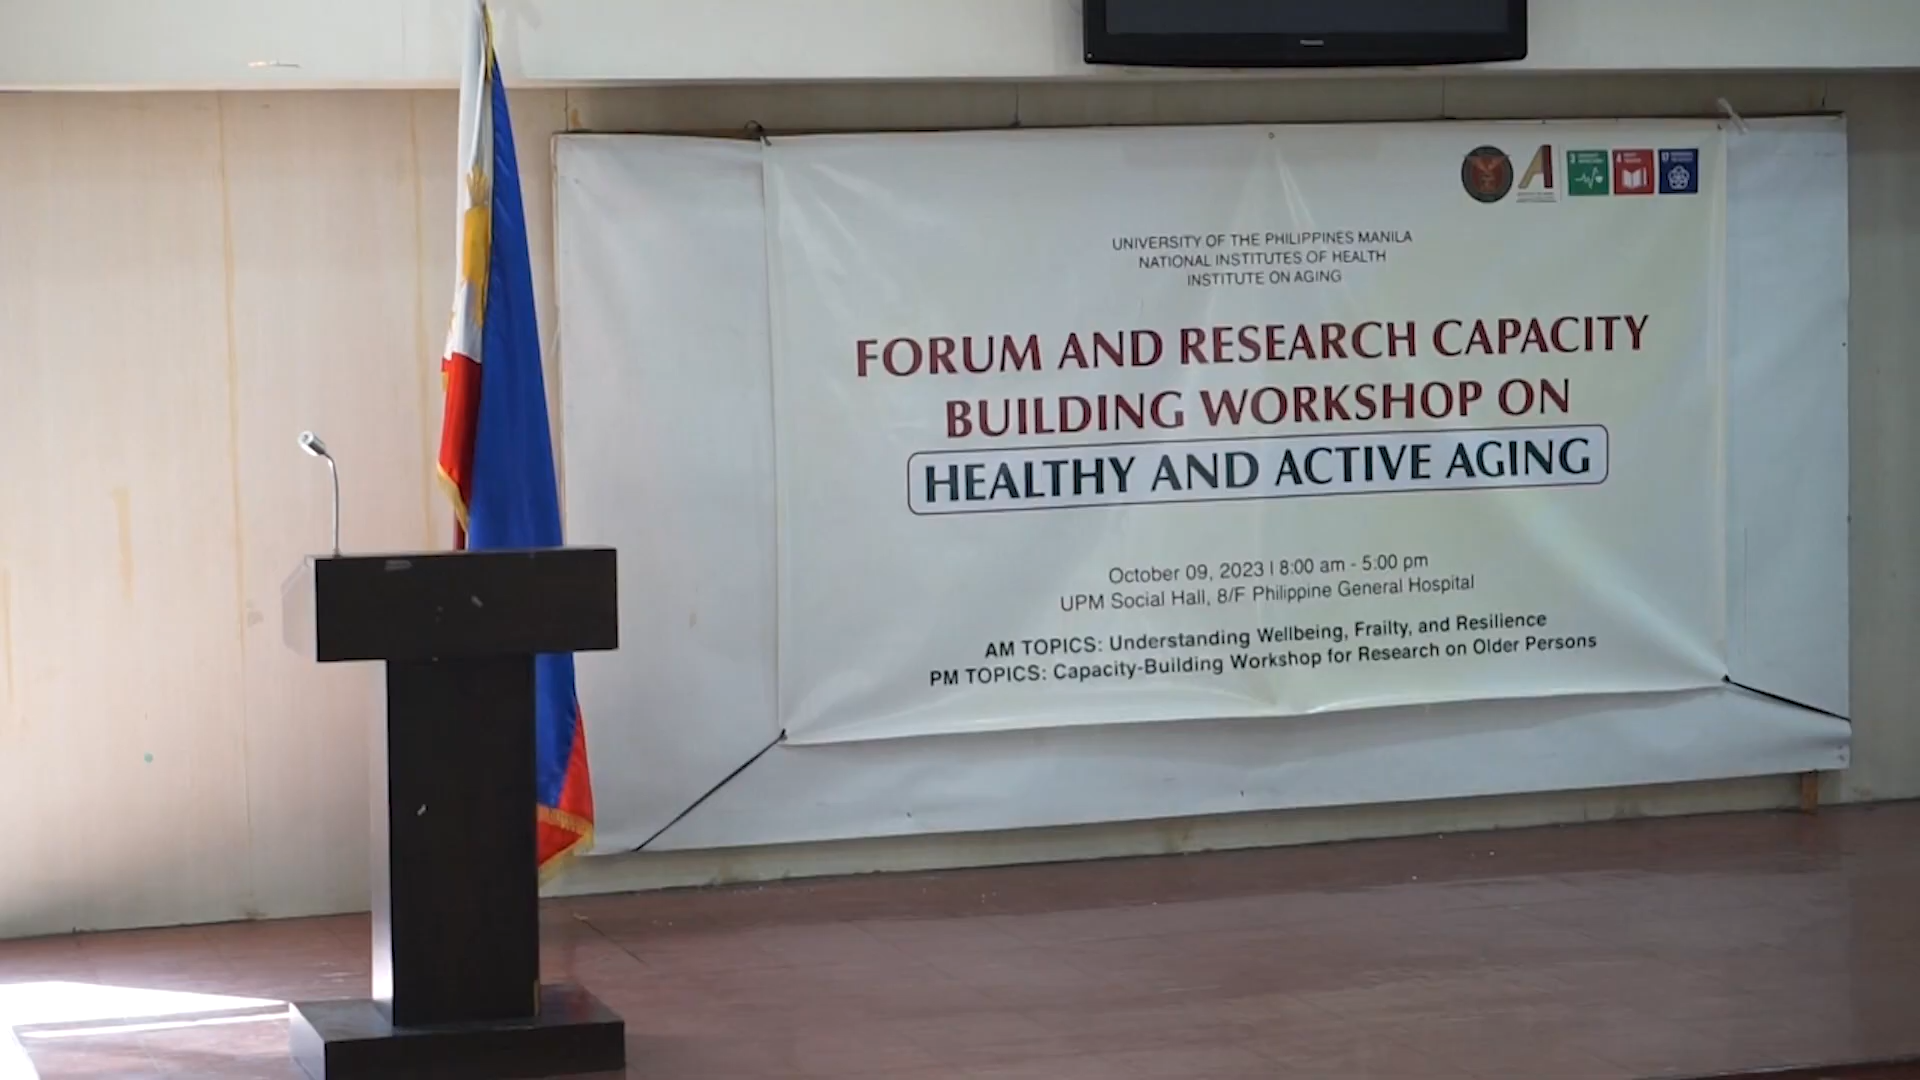 UNIVERSITY OF THE PHILIPPINES MANILA
NATIONAL INSTITUTES OF HEALTH
INSTITUTE ON AGING
FORUM AND RESEARCH CAPACITY
BUILDING WORKSHOP ON
HEALTHY AND ACTIVE AGING
October 09, 2023 | 8:00 am - 5:00 pm
UPM Social Hall, 8/F Philippine General Hospital
AM TOPICS: Understanding Wellbeing, Frailty, and Resilience
PM TOPICS: Capacity-Building Workshop for Research on Older Persons